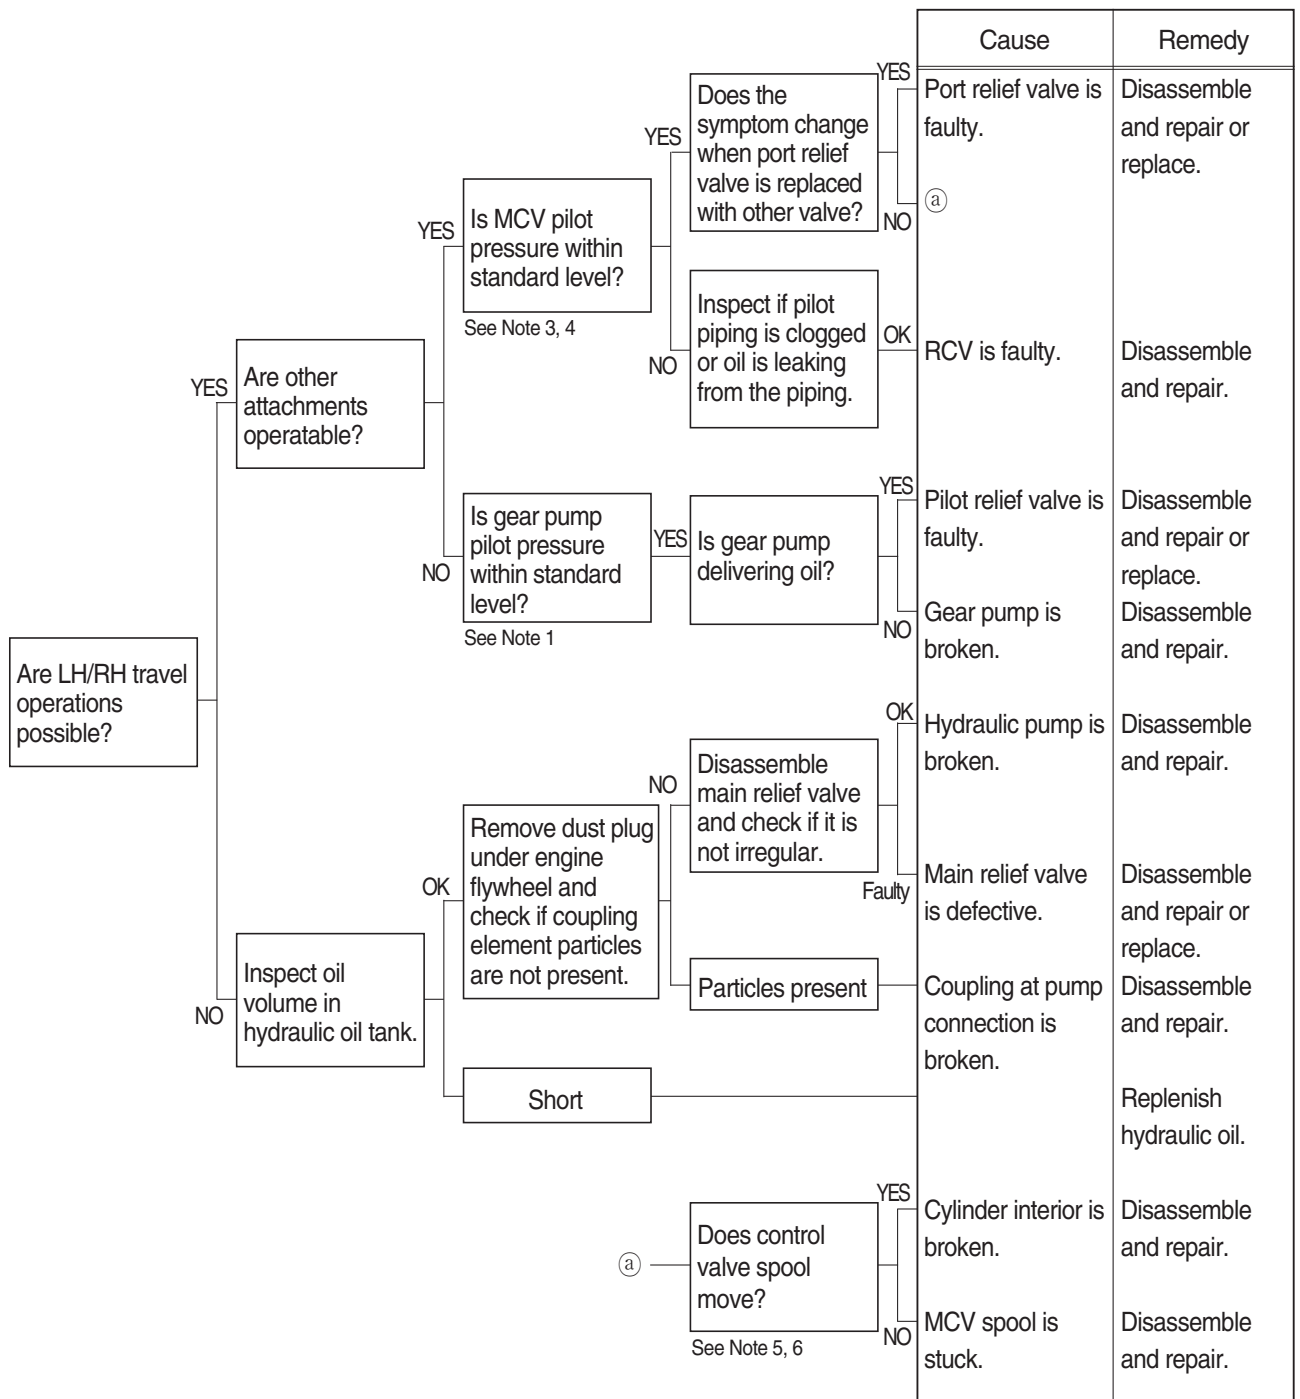 Cause
Remedy
Are LH/RH travel
operations
possible?
YES
Are other
attachments
operatable?
YES
Is MCV pilot
pressure within
standard level?
See Note 3, 4
YES
Does the
symptom change
when port relief
valve is replaced
with other valve?
YES
Port relief valve is
faulty.
Disassemble
and repair or
replace.
NO
ⓐ
NO
Inspect if pilot
piping is clogged
or oil is leaking
from the piping.
OK
RCV is faulty.
Disassemble
and repair.
NO
Is gear pump
pilot pressure
within standard
level?
See Note 1
YES
Is gear pump
delivering oil?
YES
Pilot relief valve is
faulty.
Disassemble
and repair or
replace.
NO
Gear pump is
broken.
Disassemble
and repair.
NO
Inspect oil
volume in
hydraulic oil tank.
OK
Remove dust plug
under engine
flywheel and
check if coupling
element particles
are not present.
NO
Disassemble
main relief valve
and check if it is
not irregular.
OK
Hydraulic pump is
broken.
Disassemble
and repair.
Faulty
Main relief valve
is defective.
Disassemble
and repair or
replace.
Particles present
Coupling at pump
connection is
broken.
Disassemble
and repair.
Short
Replenish
hydraulic oil.
ⓐ
Does control
valve spool
move?
See Note 5, 6
YES
Cylinder interior is
broken.
Disassemble
and repair.
NO
MCV spool is
stuck.
Disassemble
and repair.